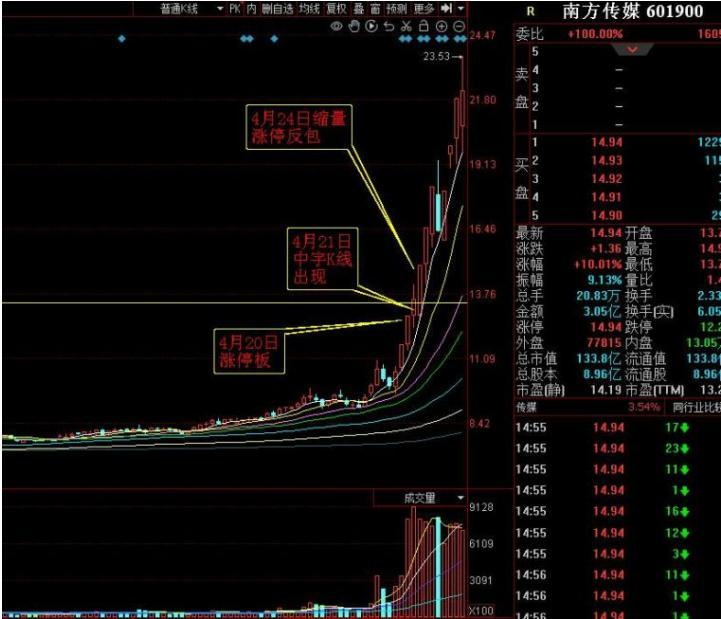 普通K线 PK 内 删自选 均线 复权 叠 富 预测 更多
R 南方传媒 601900
24.47
21.80
19.13
16.46
13.76
11.09
8.42
23.53
4月24日缩量
涨停反包
4月21日
中字K线
出现
4月20日
涨停板
成交量
9128
6109
3091
X100
委比 +100.00% 1609
卖盘
5
4 –
3 –
2 –
1 –
买盘
1 14.94 1229
2 14.93 119
3 14.92
4 14.91
5 14.90
最新 14.94 开盘 13.7
涨跌 +1.36 最高 14.9
涨幅 +10.01% 最低 13.7
振幅 9.13% 量比 1.4
总手 20.83万 换手 2.33
金额 3.05亿 换手(实) 6.05
涨停 14.94 跌停 12.2
外盘 77815 内盘 13.05万
总市值 133.8亿 流通值 133.8
总股本 8.96亿 流通股 8.96
市盈(静) 14.19 市盈(TTM) 13.2
传媒 3.54% 同行业比较
14:55 14.94 17
14:55 14.94 23
14:55 14.94 11
14:55 14.94 1
14:55 14.94 16
14:55 14.94 12
14:55 14.94 3
14:56 14.94 11
14:56 14.94 1
14:56 14.94 1